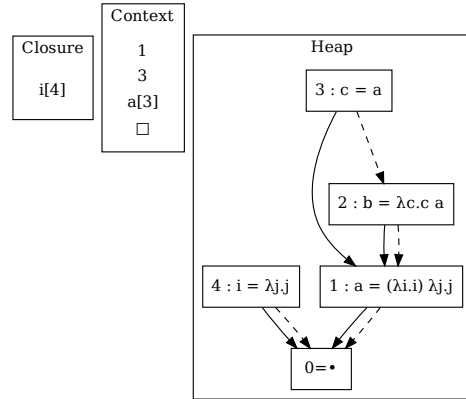 Closure
i[4]
Context
1
3
a[3]
□
Heap
3 : c = a
2 : b = λc.c a
4 : i = λj.j
1 : a = (λi.i) λj.j
0=•